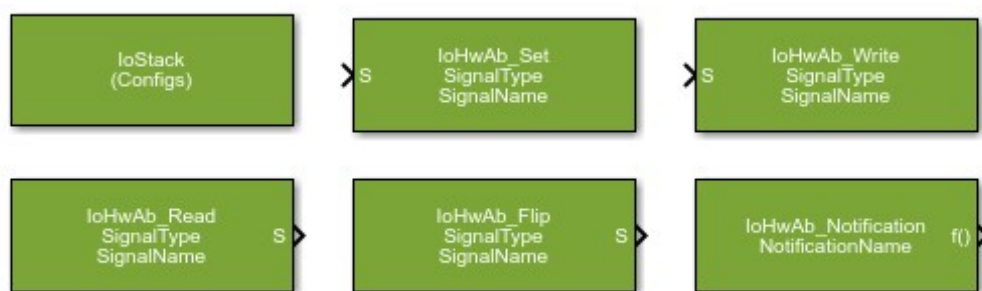 IoStack
(Configs)
S
IoHwAb_Set
SignalType
SignalName
S
IoHwAb_Write
SignalType
SignalName
IoHwAb_Read
SignalType
SignalName
S
IoHwAb_Flip
SignalType
SignalName
S
IoHwAb_Notification
NotificationName
f()